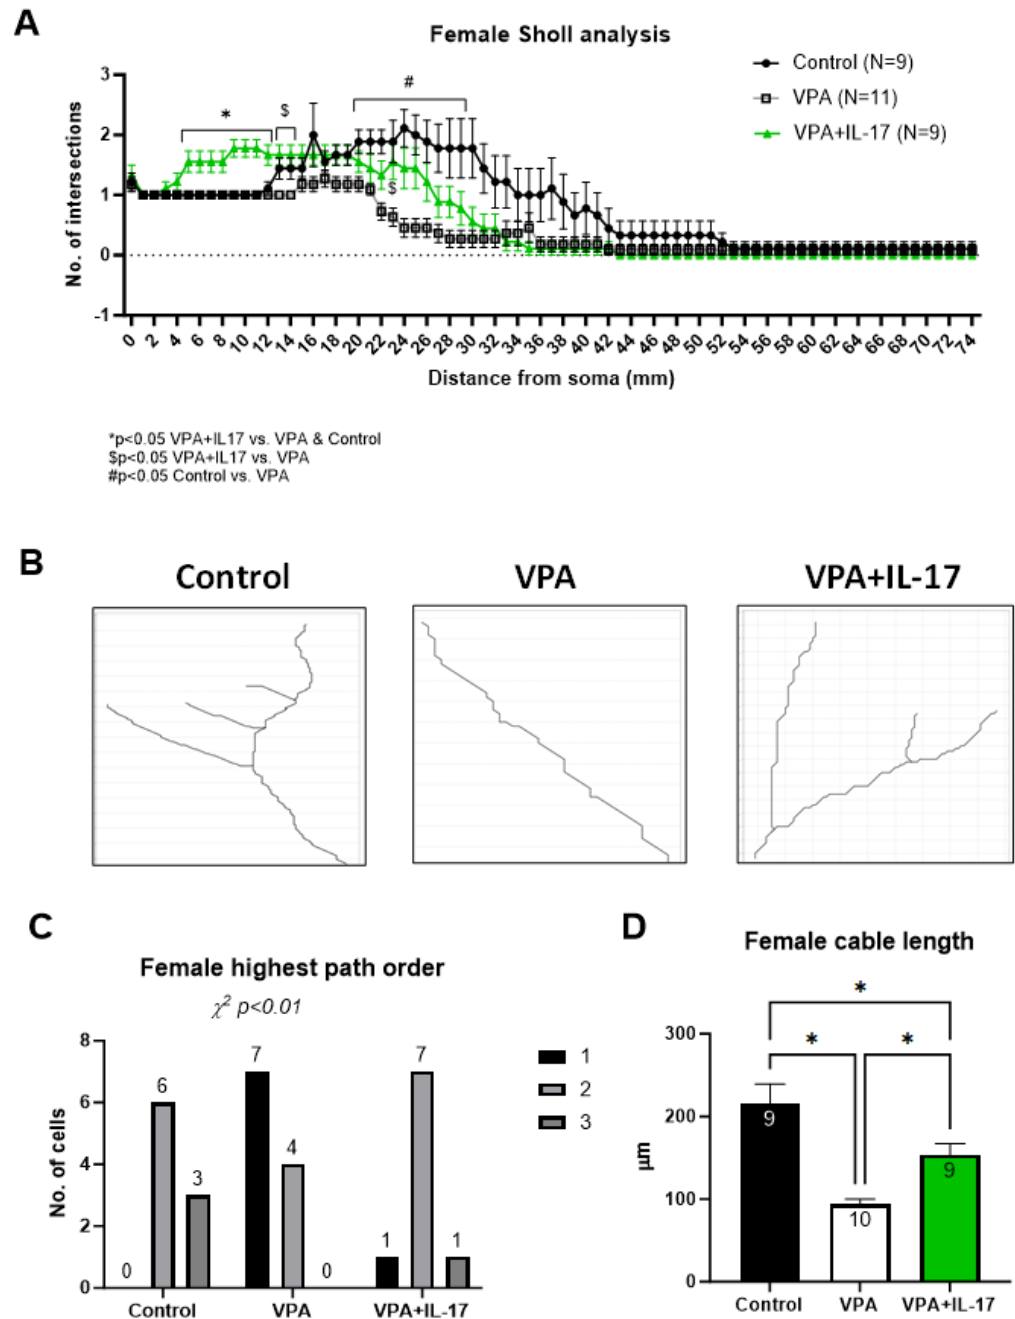 A
Female Sholl analysis
Control (N=9)
VPA (N=11)
VPA+IL-17 (N=9)
No. of intersections
3
2
1
0
-1
*
$
#
$
0 2 4 6 8 10 12 14 16 18 20 22 24 26 28 30 32 34 36 38 40 42 44 46 48 50 52 54 56 58 60 62 64 66 68 70 72 74
Distance from soma (mm)
*p<0.05 VPA+IL17 vs. VPA & Control
$p<0.05 VPA+IL17 vs. VPA
#p<0.05 Control vs. VPA
B
Control
VPA
VPA+IL-17
C
Female highest path order
χ² p<0.01
No. of cells
8
6
4
2
0
0
6
3
7
4
0
1
7
1
Control
VPA
VPA+IL-17
1
2
3
D
Female cable length
µm
300
200
100
0
*
*
*
9
10
9
Control
VPA
VPA+IL-17